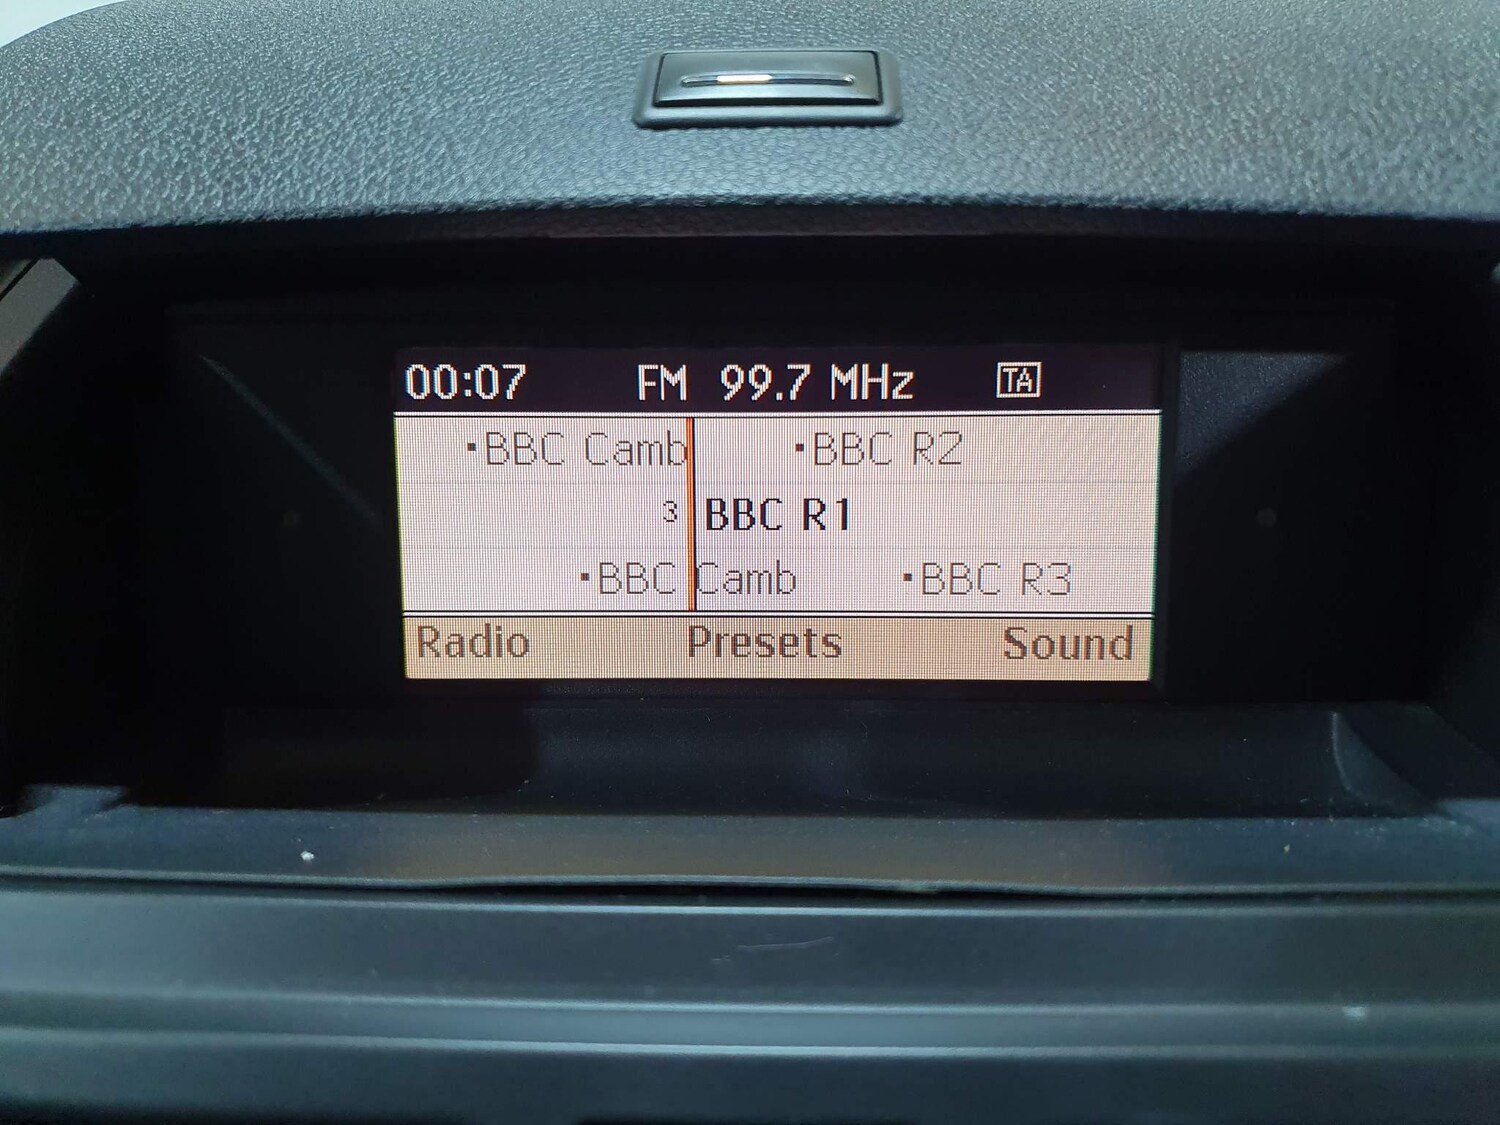 00:07 FM 99.7 MHz TA
▪BBC Camb ▪BBC R2
3 BBC R1
▪BBC Camb ▪BBC R3
Radio Presets Sound